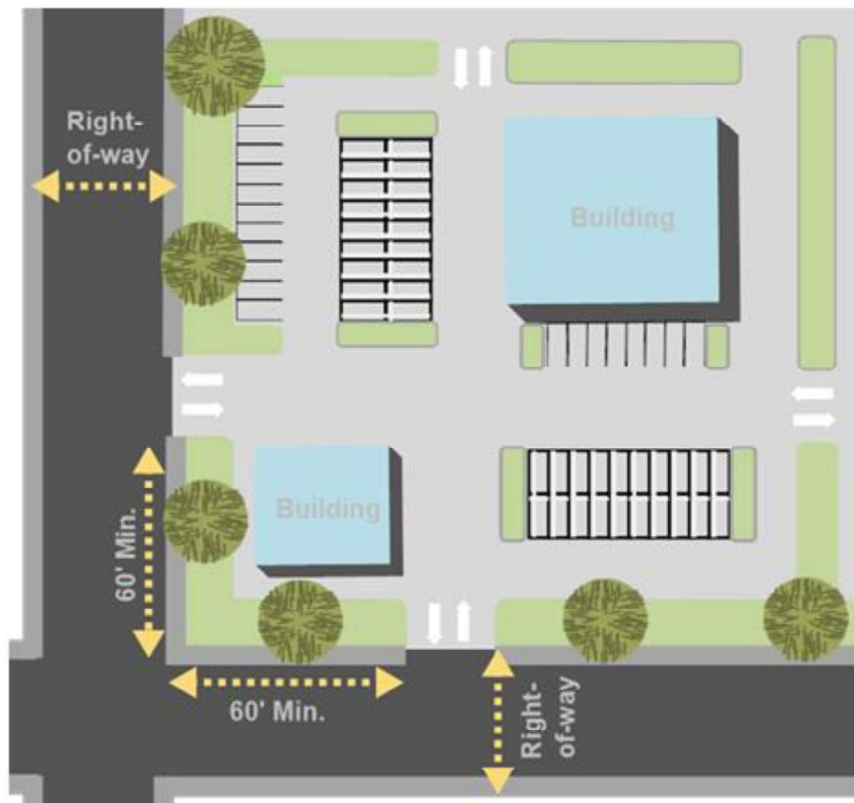 Right-
of-way
Building
Building
60' Min.
60' Min.
Right-
of-way